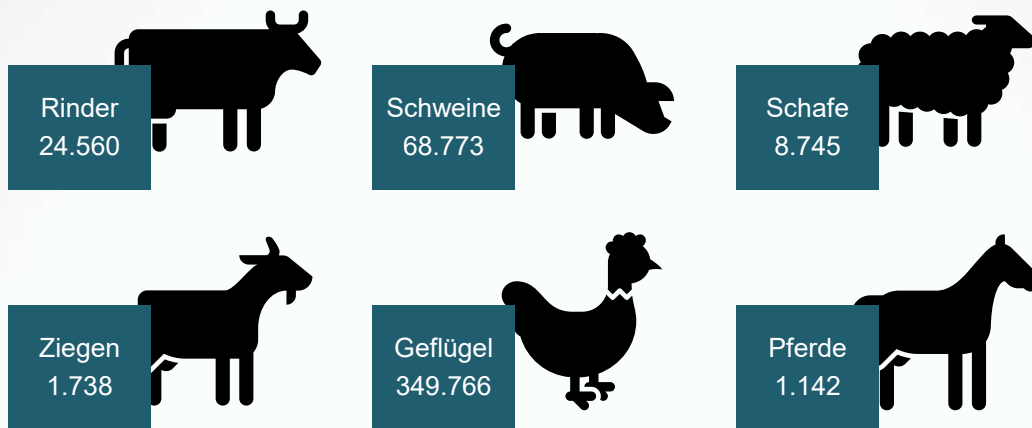 Rinder
24.560
Schweine
68.773
Schafe
8.745
Ziegen
1.738
Geflügel
349.766
Pferde
1.142